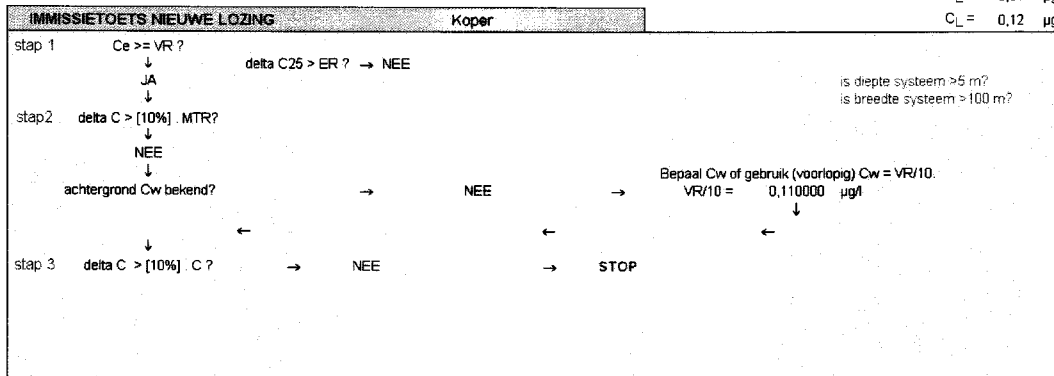 IMMISSIETOETS NIEUWE LOZING Koper
C_L = 0,12 µg
stap 1 Ce >= VR ?
↓ delta C25 > ER ? → NEE
JA
↓
is diepte systeem >5 m?
is breedte systeem >100 m?
stap2 delta C > [10%] . MTR?
↓
NEE
↓
Bepaal Cw of gebruik (voorlopig) Cw = VR/10.
achtergrond Cw bekend? → NEE → VR/10 = 0,110000 µg/l
↓
← ← ←
↓
stap 3 delta C > [10%] . C ? → NEE → STOP